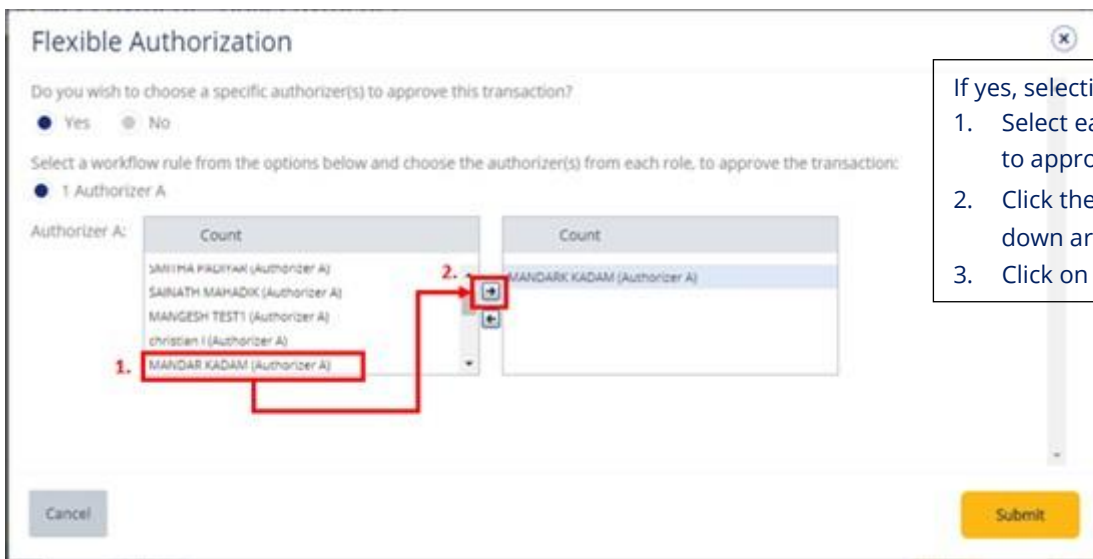 Flexible Authorization
Do you wish to choose a specific authorizer(s) to approve this transaction?
Yes No
Select a workflow rule from the options below and choose the authorizer(s) from each role, to approve the transaction:
1 Authorizer A
Authorizer A:
Count
SMITHA PADIYAR (Authorizer A)
SAINATH MAHADIK (Authorizer A)
MANGESH TEST1 (Authorizer A)
christian I (Authorizer A)
1. MANDAR KADAM (Authorizer A)
2.
Count
MANDARK KADAM (Authorizer A)
Cancel
Submit
If yes, selecti
1. Select ea
to appro
2. Click the
down ar
3. Click on